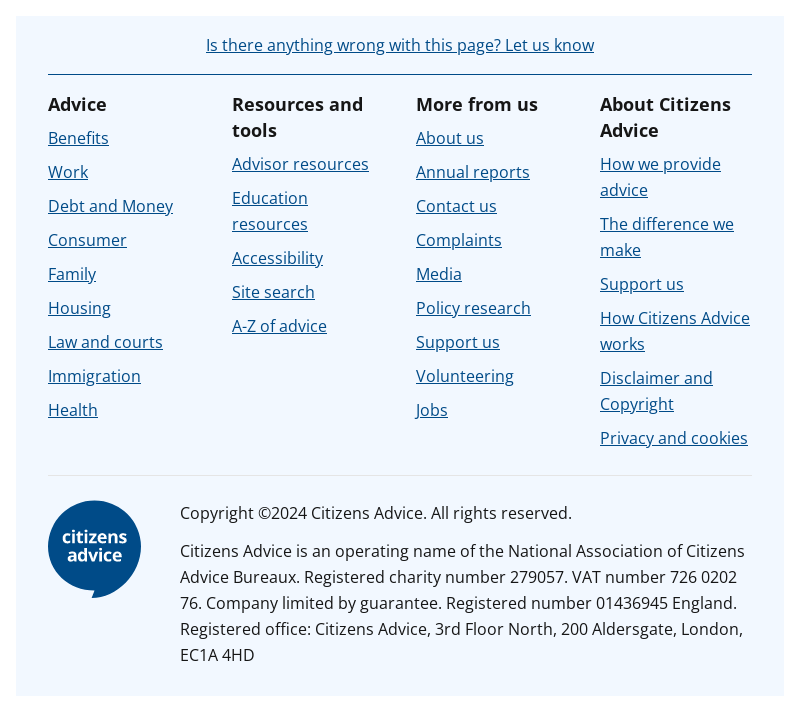 Is there anything wrong with this page? Let us know
Advice
Benefits
Work
Debt and Money
Consumer
Family
Housing
Law and courts
Immigration
Health
Resources and
tools
Advisor resources
Education
resources
Accessibility
Site search
A-Z of advice
More from us
About us
Annual reports
Contact us
Complaints
Media
Policy research
Support us
Volunteering
Jobs
About Citizens
Advice
How we provide
advice
The difference we
make
Support us
How Citizens Advice
works
Disclaimer and
Copyright
Privacy and cookies
citizens
advice
Copyright ©2024 Citizens Advice. All rights reserved.
Citizens Advice is an operating name of the National Association of Citizens
Advice Bureaux. Registered charity number 279057. VAT number 726 0202
76. Company limited by guarantee. Registered number 01436945 England.
Registered office: Citizens Advice, 3rd Floor North, 200 Aldersgate, London,
EC1A 4HD